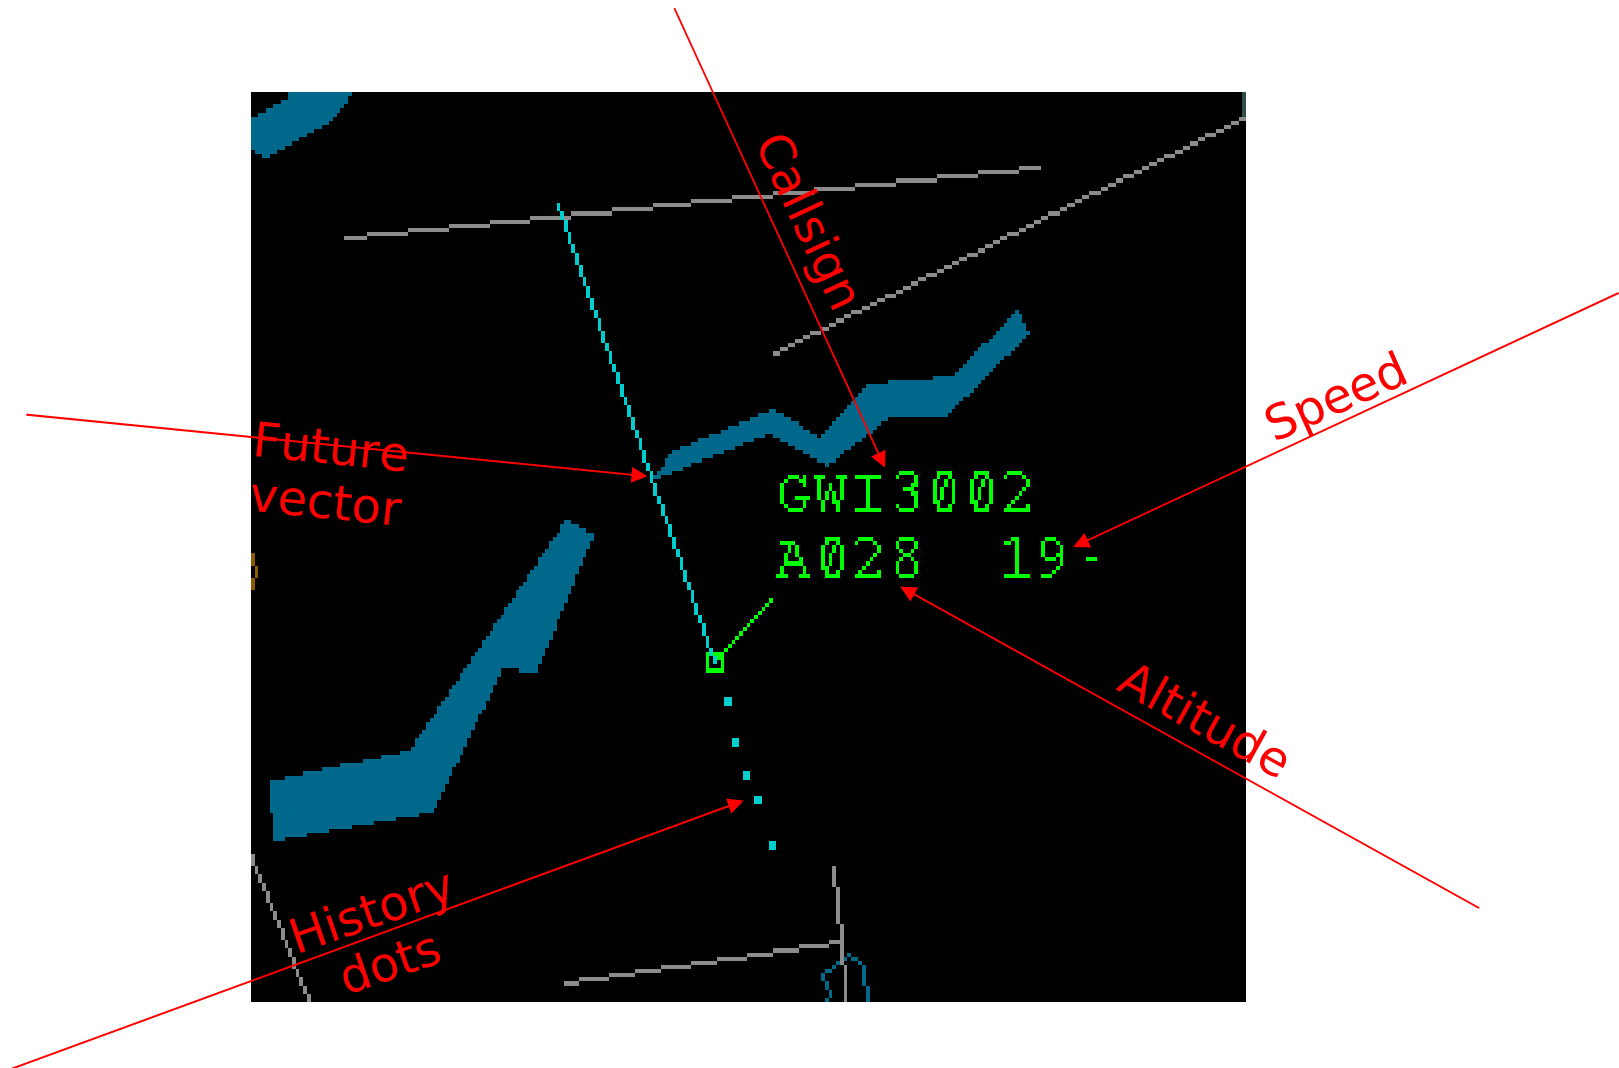 Callsign
Speed
Future
vector
GWI3002
A028 19-
Altitude
History
dots